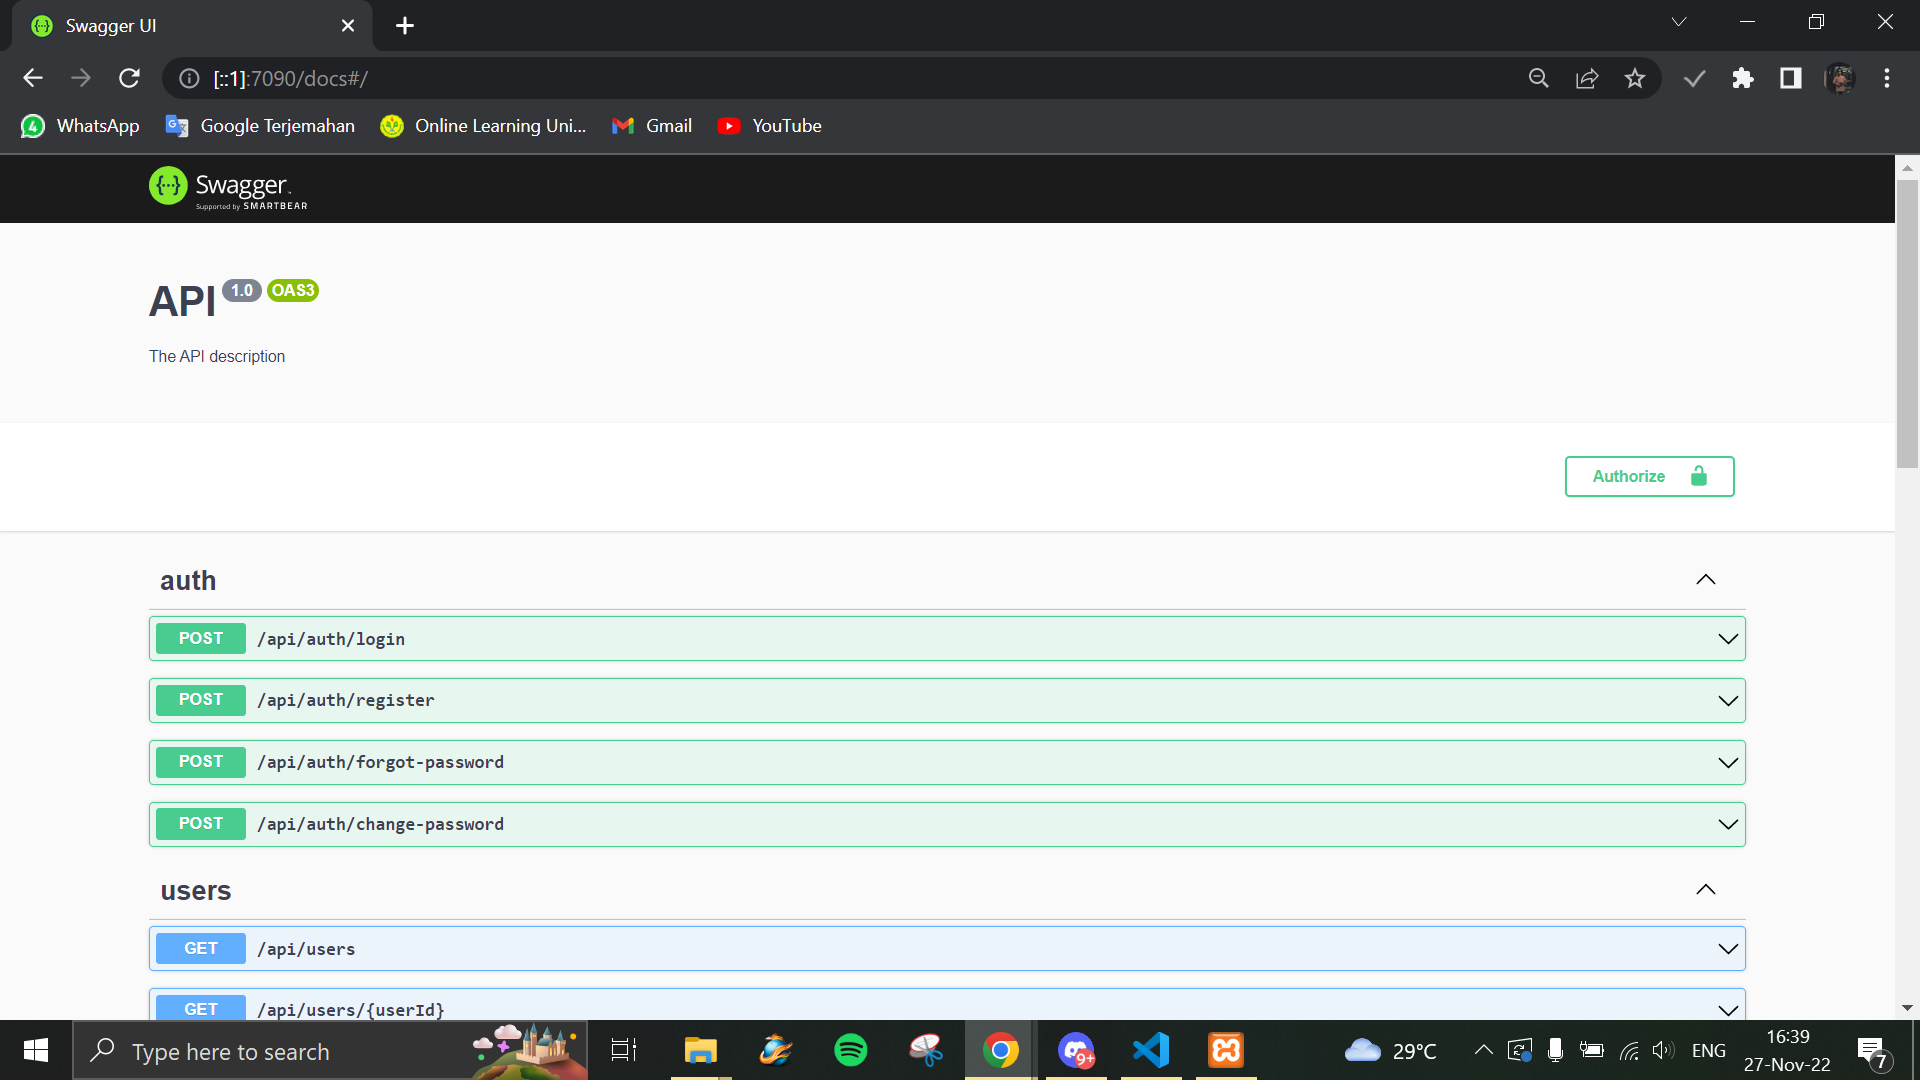 Swagger UI
[::1]:7090/docs#/
4
WhatsApp
Google Terjemahan
Online Learning Uni...
Gmail
YouTube
{···} Swagger.
Supported by SMARTBEAR
API 1.0 OAS3
The API description
Authorize
auth
POST /api/auth/login
POST /api/auth/register
POST /api/auth/forgot-password
POST /api/auth/change-password
users
GET /api/users
GET /api/users/{userId}
Type here to search
9+
29°C
ENG
16:39
27-Nov-22
7